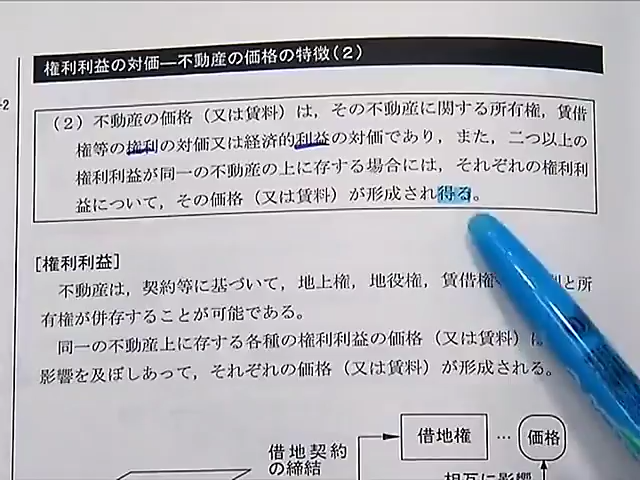 権利利益の対価―不動産の価格の特徴(2)
-2
(2)不動産の価格(又は賃料)は,その不動産に関する所有権,賃借
権等の権利の対価又は経済的利益の対価であり,また,二つ以上の
権利利益が同一の不動産の上に存する場合には,それぞれの権利利
益について,その価格(又は賃料)が形成され得る。
[権利利益]
不動産は,契約等に基づいて,地上権,地役権,賃借権 と所
有権が併存することが可能である。
同一の不動産上に存する各種の権利利益の価格(又は賃料)は
影響を及ぼしあって,それぞれの価格(又は賃料)が形成される。
借地契約
の締結
借地権
…
価格
相互に影響